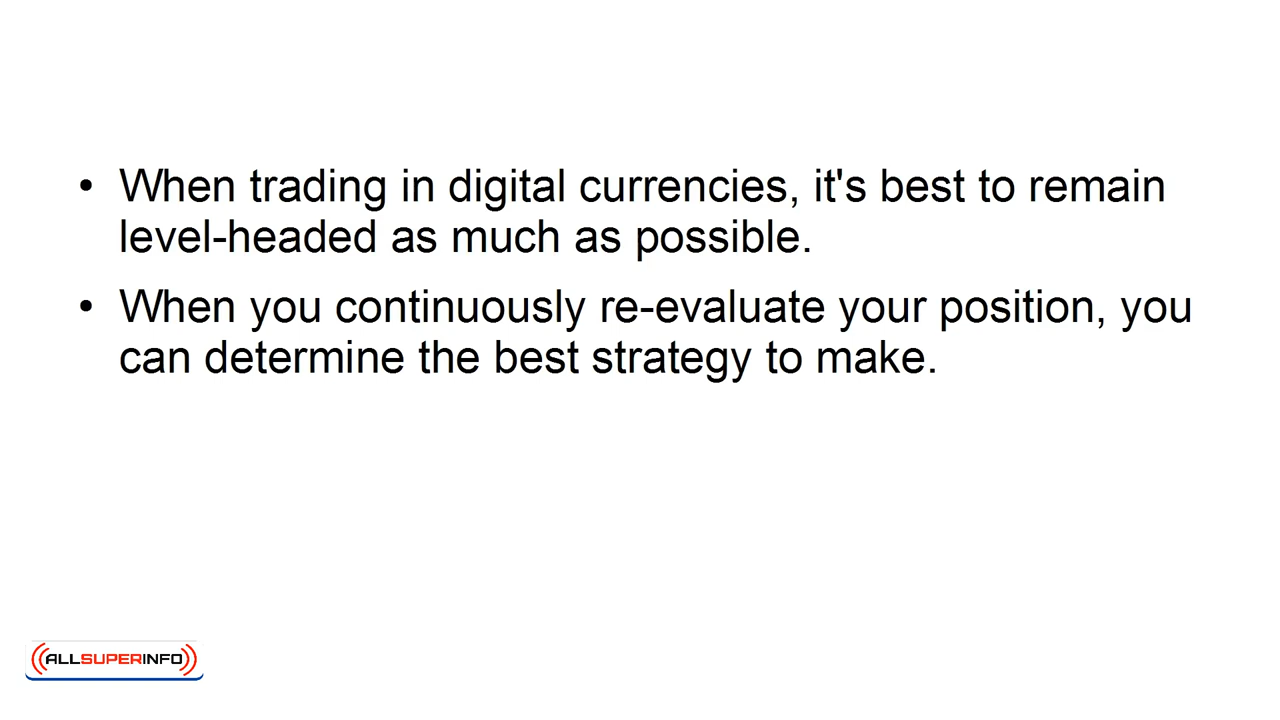 • When trading in digital currencies, it's best to remain
level-headed as much as possible.
• When you continuously re-evaluate your position, you
can determine the best strategy to make.
ALLSUPERINFO